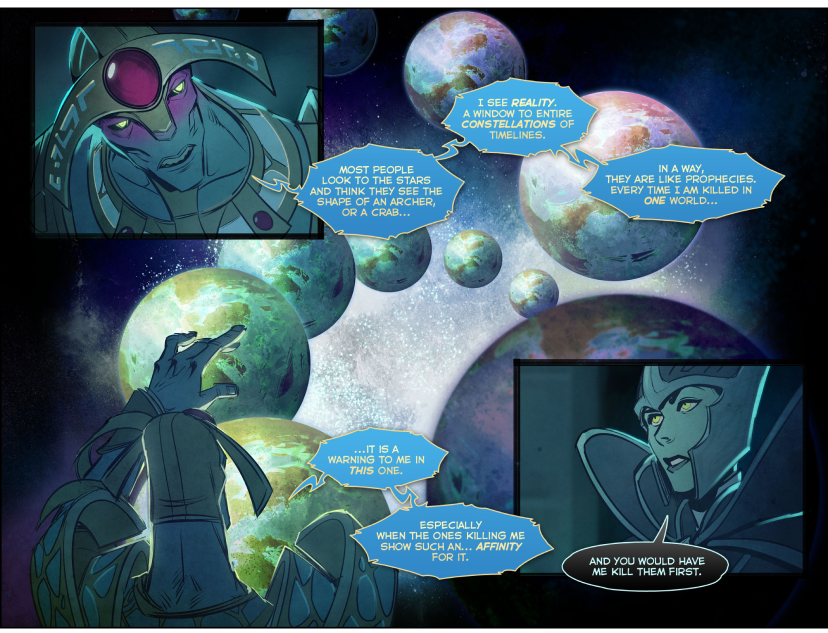 MOST PEOPLE
LOOK TO THE STARS
AND THINK THEY SEE THE
SHAPE OF AN ARCHER,
OR A CRAB...
I SEE REALITY.
A WINDOW TO ENTIRE
CONSTELLATIONS OF
TIMELINES.
IN A WAY,
THEY ARE LIKE PROPHECIES.
EVERY TIME I AM KILLED IN
ONE WORLD...
...IT IS A
WARNING TO ME IN
THIS ONE.
ESPECIALLY
WHEN THE ONES KILLING ME
SHOW SUCH AN... AFFINITY
FOR IT.
AND YOU WOULD HAVE
ME KILL THEM FIRST.